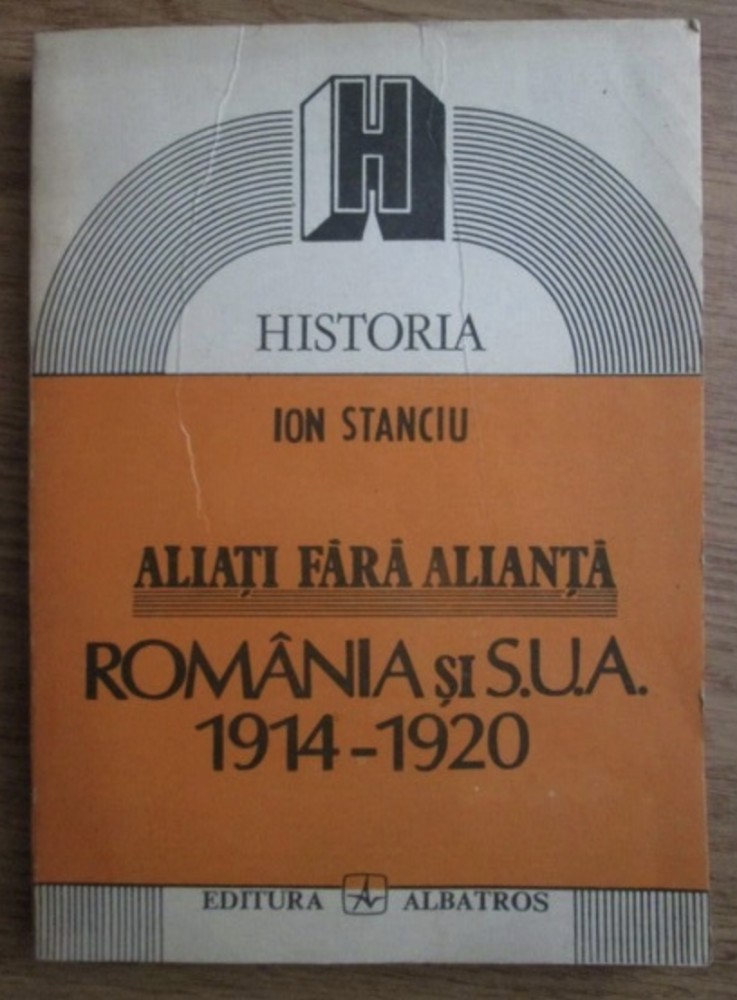 H
HISTORIA
ION STANCIU
ALIAȚI FĂRĂ ALIANȚĂ
ROMÂNIA ȘI S.U.A.
1914-1920
EDITURA ALBATROS